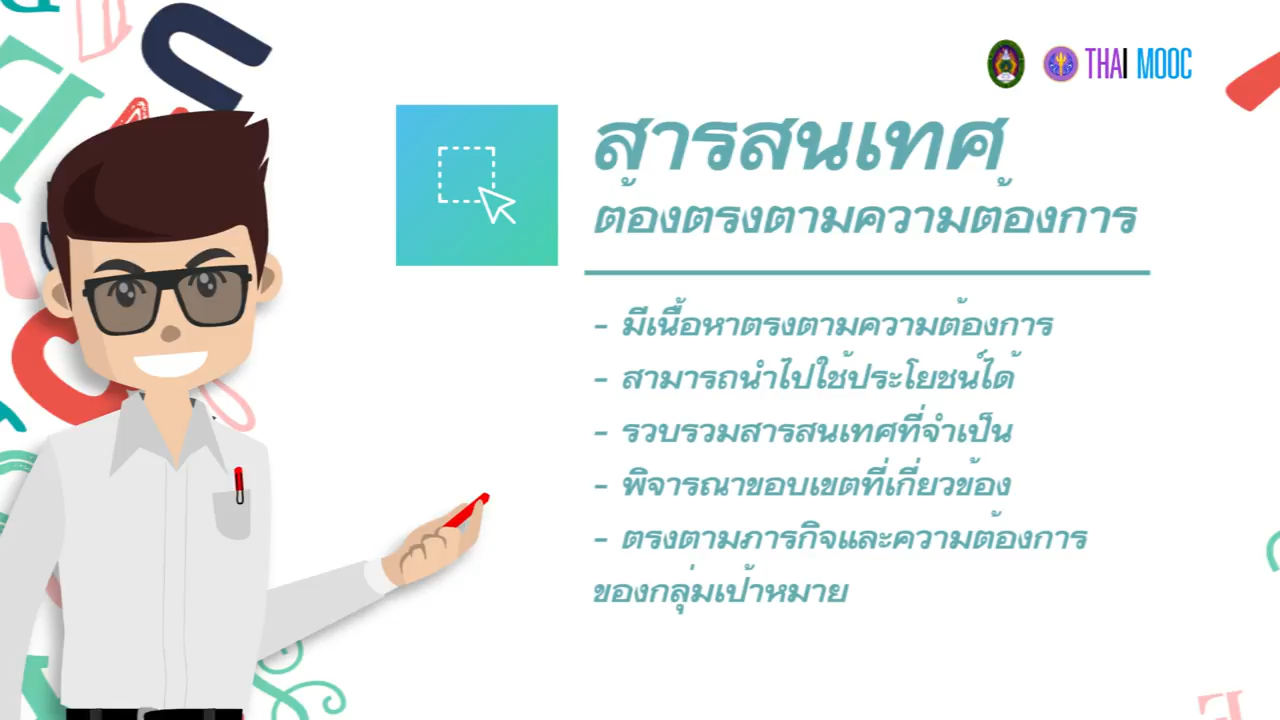 THAI MOOC
สารสนเทศ
ต้องตรงตามความต้องการ
- มีเนื้อหาตรงตามความต้องการ
- สามารถนำไปใช้ประโยชน์ได้
- รวบรวมสารสนเทศที่จำเป็น
- พิจารณาขอบเขตที่เกี่ยวข้อง
- ตรงตามภารกิจและความต้องการ
ของกลุ่มเป้าหมาย